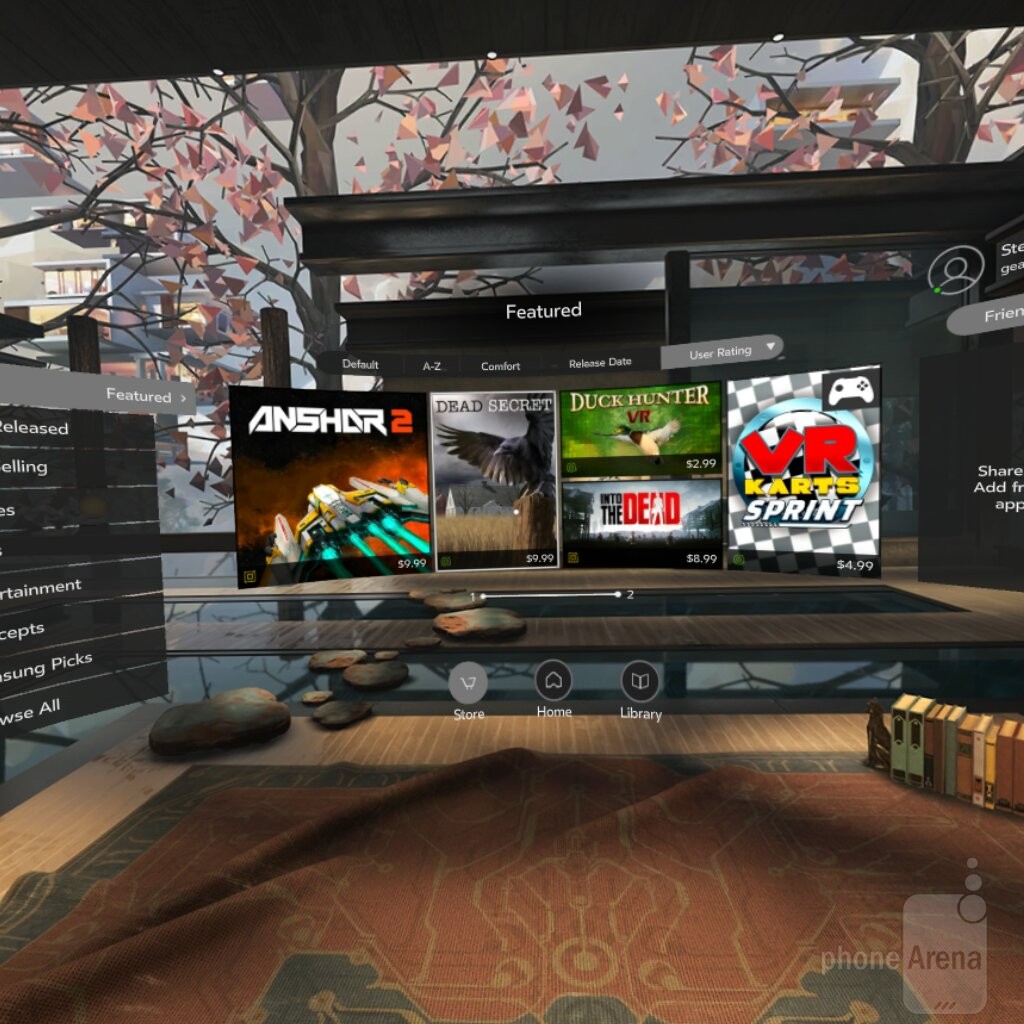 Featured
Default
A-Z
Comfort
Release Date
User Rating
Featured
Released
elling
es
s
rtainment
cepts
sung Picks
wse All
ANSHAR 2
$9.99
DEAD SECRET
$9.99
DUCK HUNTER
VR
$2.99
INTO
THE DEAD
$8.99
VR
KARTS
SPRINT
$4.99
1
2
Store
Home
Library
Ste
gea
Frien
Share
Add fr
app
phoneArena